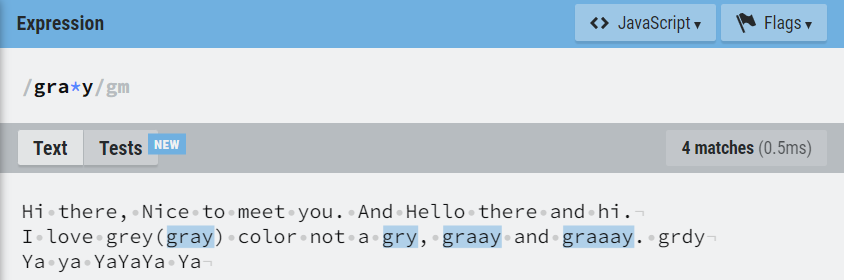 Expression
<> JavaScript ▾
Flags ▾
/gra*y/gm
Text
Tests
NEW
4 matches (0.5ms)
Hi there, Nice to meet you. And Hello there and hi.
I love grey(gray) color not a gry, graay and graaay. grdy
Ya ya YaYaYa Ya